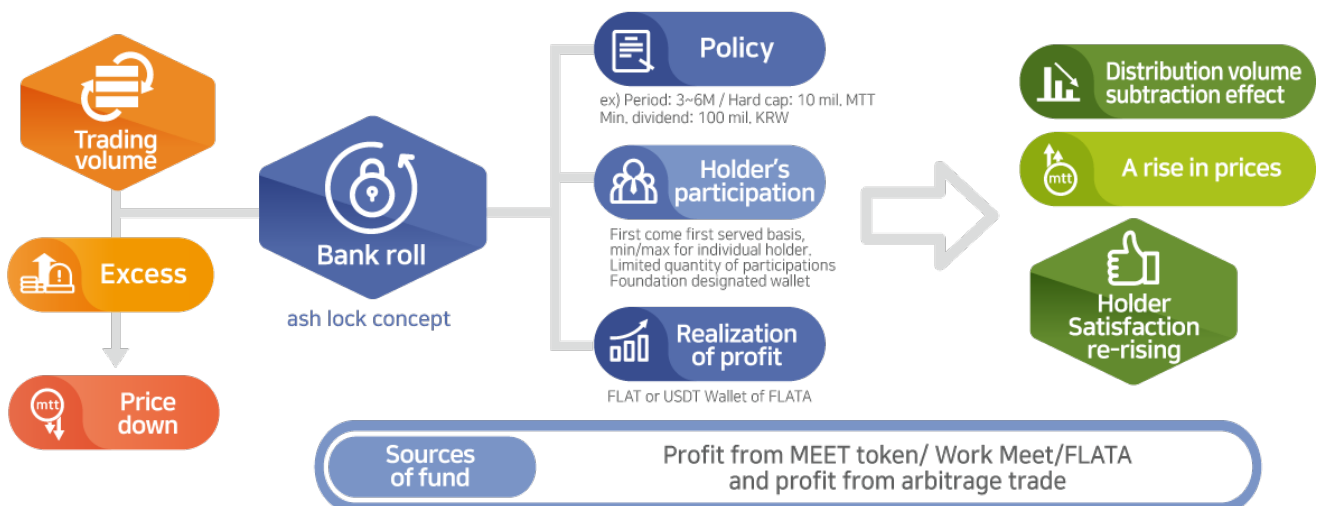 Trading
volume
Excess
mtt
Price
down
Bank roll
ash lock concept
Policy
ex) Period: 3~6M / Hard cap: 10 mil, MTT
Min, dividend: 100 mil, KRW
Holder's
participation
First come first served basis,
min/max for individual holder,
Limited quantity of participations
Foundation designated wallet
Realization
of profit
FLAT or USDT Wallet of FLATA
Distribution volume
subtraction effect
mtt
A rise in prices
Holder
Satisfaction
re-rising
Sources
of fund
Profit from MEET token/ Work Meet/FLATA
and profit from arbitrage trade